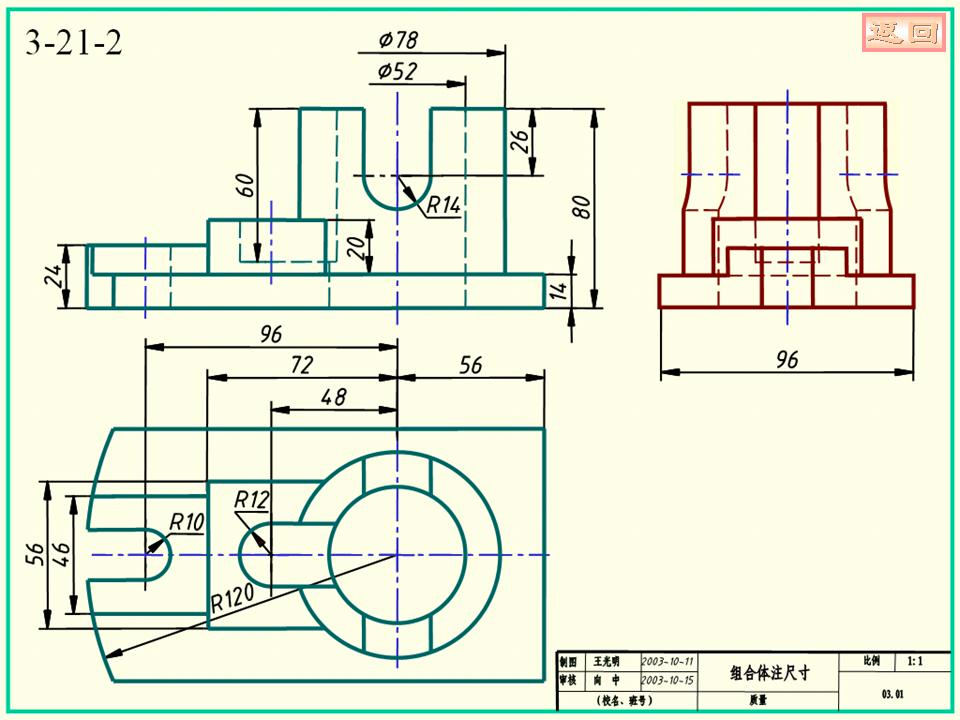 3-21-2
返回
Φ78
Φ52
26
60
R14
80
20
24
14
96
96
72
56
48
R12
R10
56
46
R120
制图 王光明 2003-10-11
审核 向 中 2003-10-15
(校名、班号)
组合体注尺寸
质量
比例 1:1
03.01